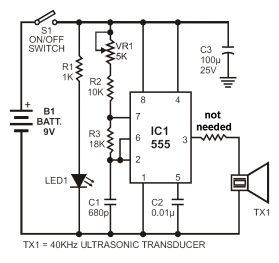 S1
ON/OFF
SWITCH
R1
1K
VR1
5K
R2
10K
C3
100µ
25V
8
4
7
6
2
IC1
555
3
not
needed
B1
BATT.
9V
+
+
R3
18K
LED1
1
5
C1
680p
C2
0.01µ
TX1
TX1 = 40KHz ULTRASONIC TRANSDUCER